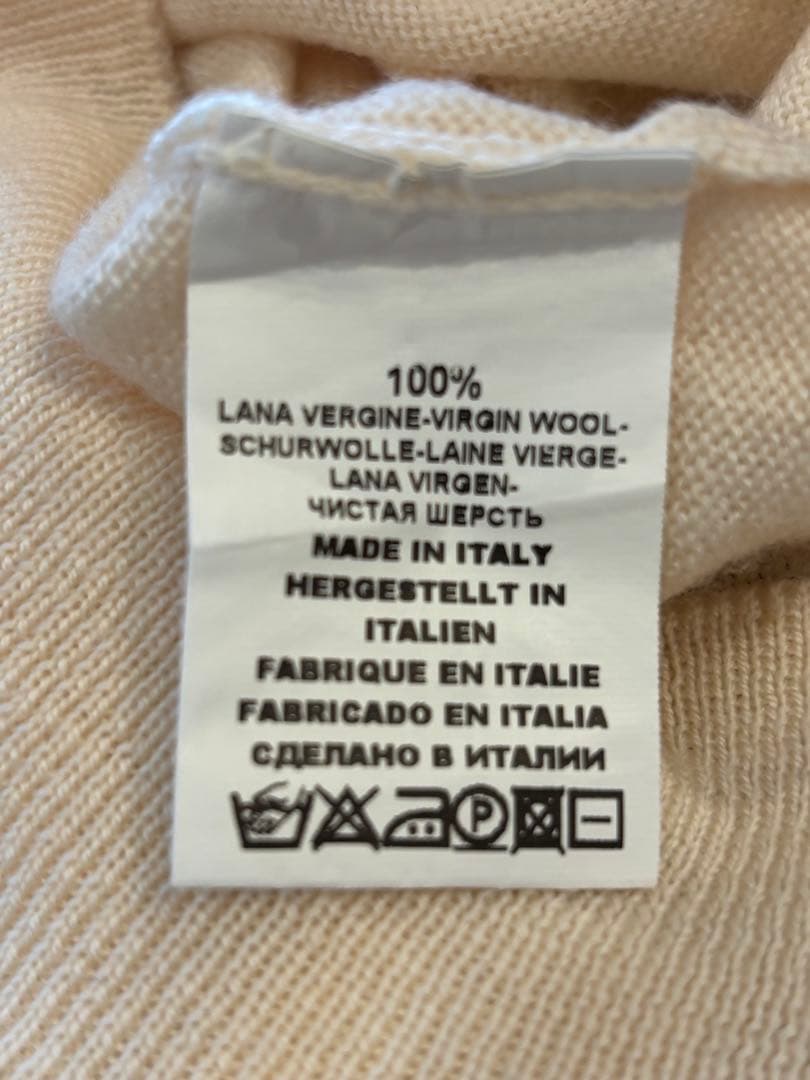 100%
LANA VERGINE-VIRGIN WOOL-
SCHURWOLLE-LAINE VIERGE-
LANA VIRGEN-
ЧИСТАЯ ШЕРСТЬ
MADE IN ITALY
HERGESTELLT IN
ITALIEN
FABRIQUE EN ITALIE
FABRICADO EN ITALIA
СДЕЛАНО В ИТАЛИИ
P